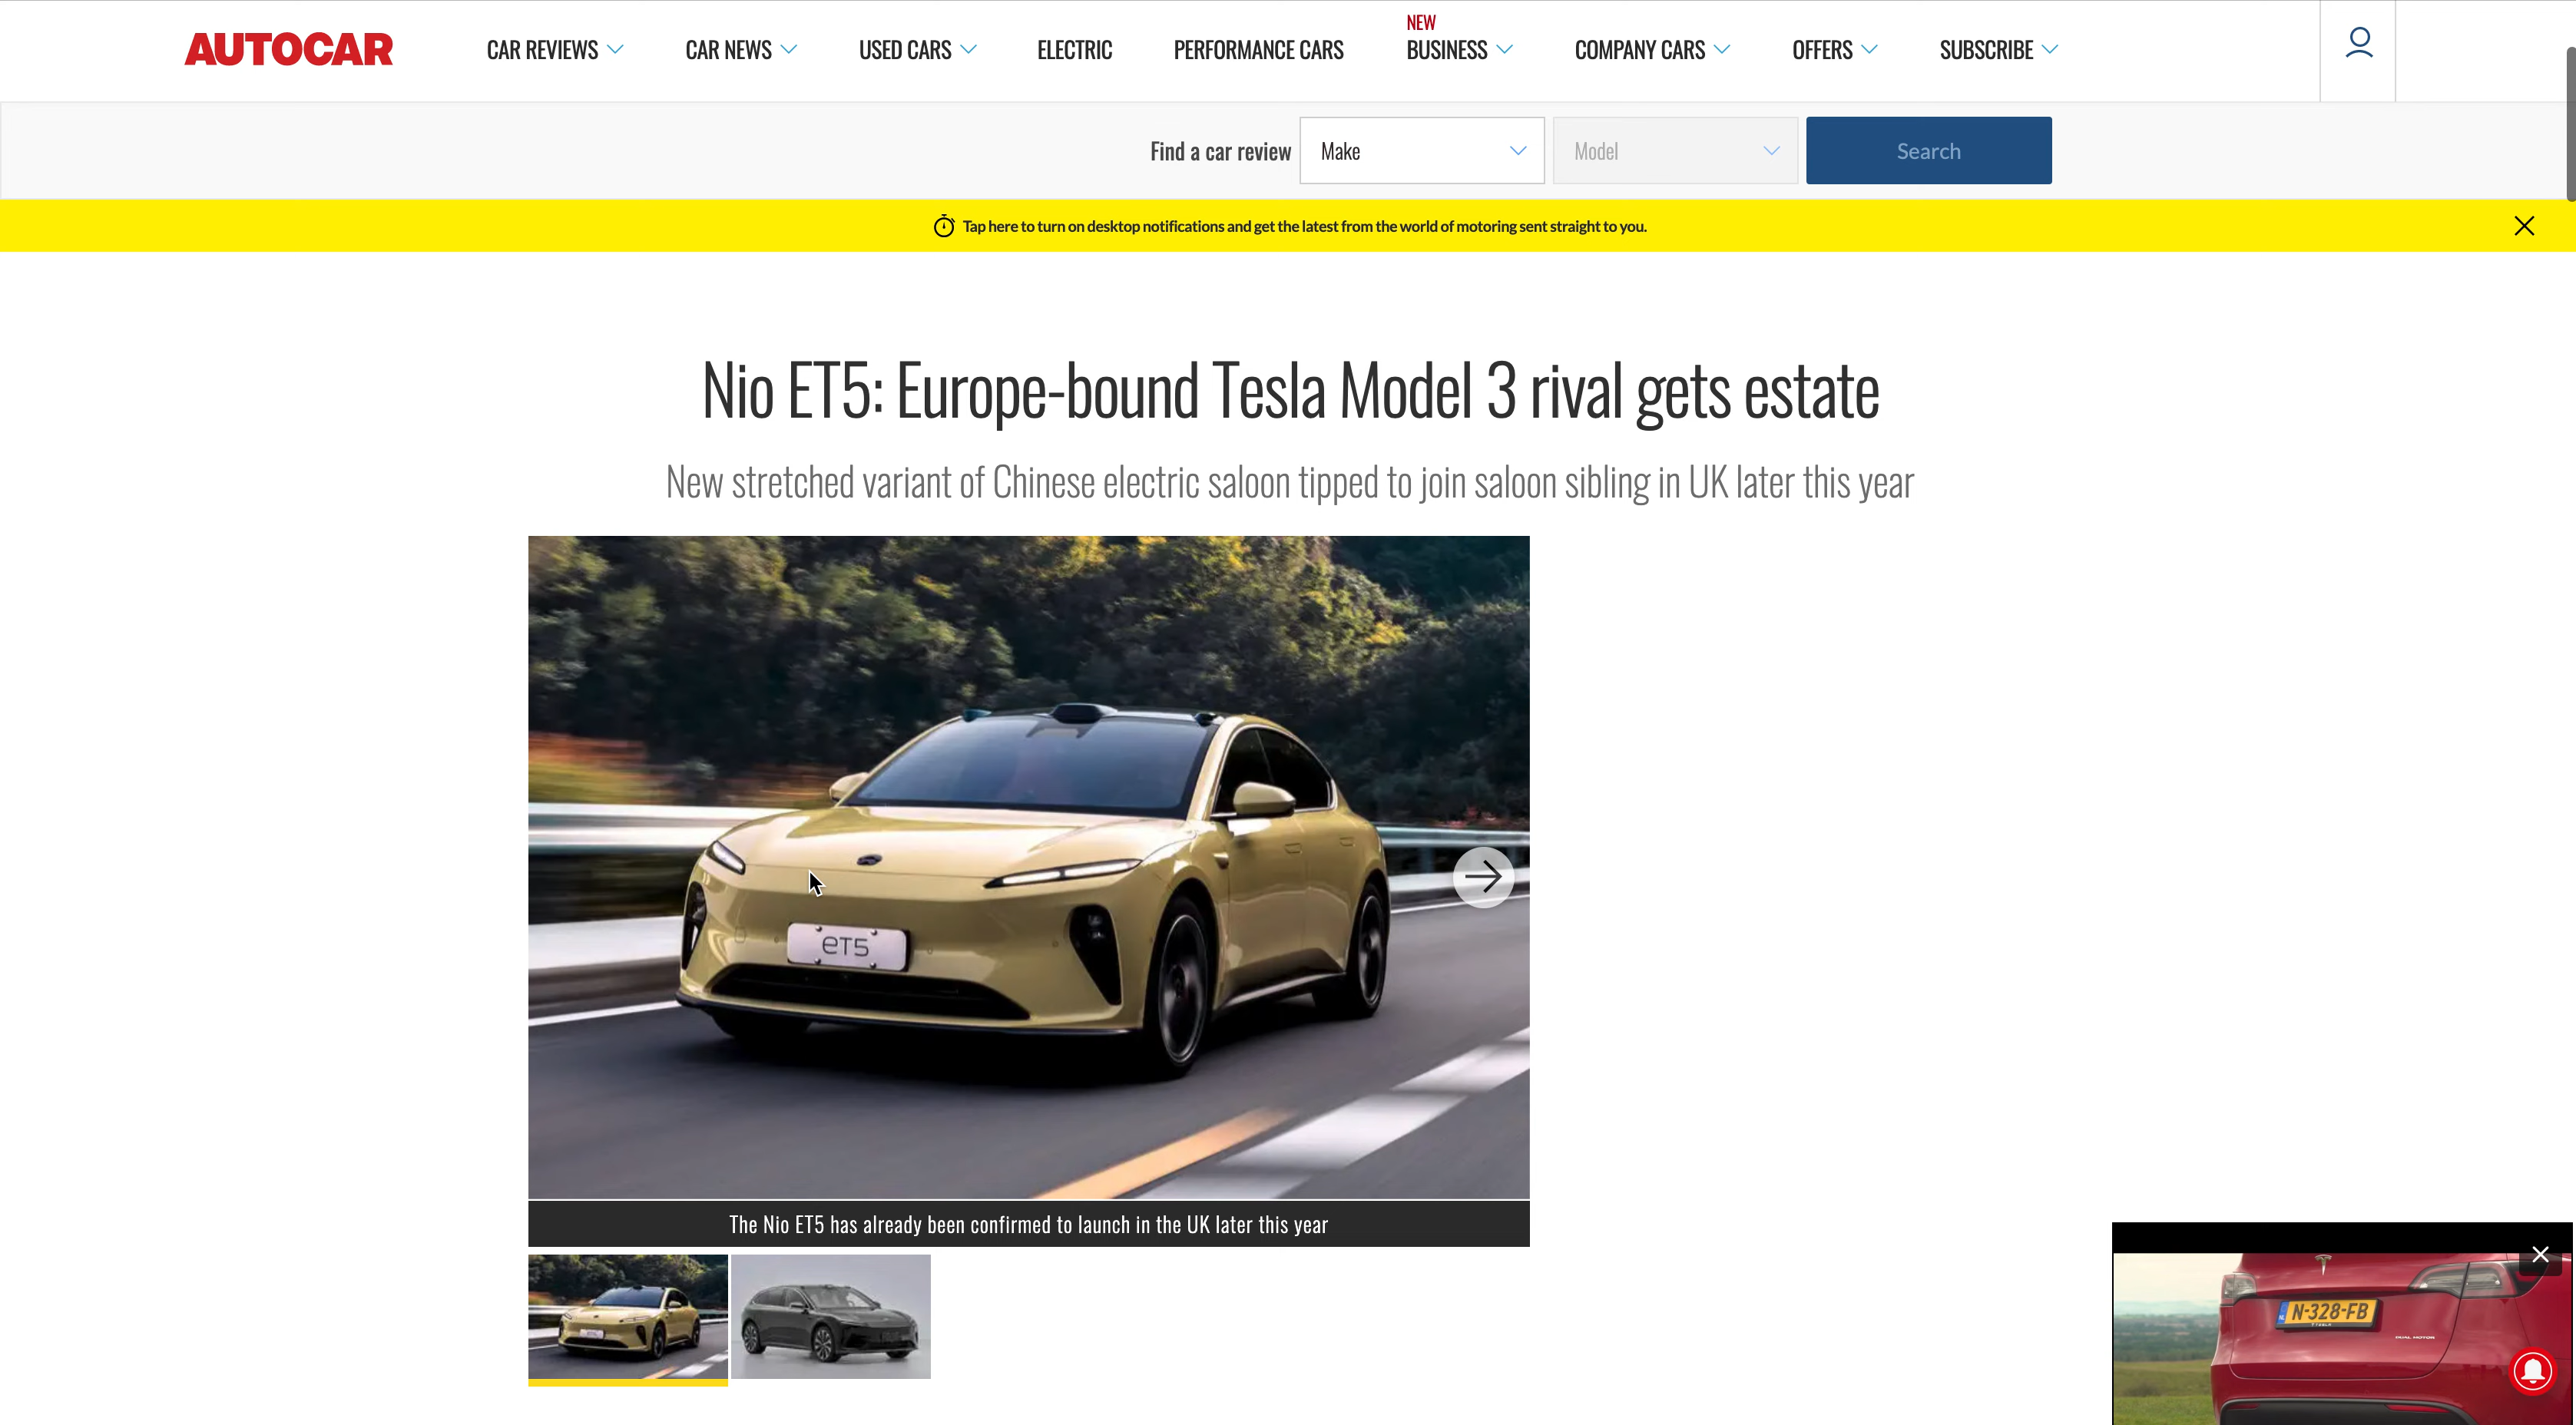 AUTOCAR
CAR REVIEWS
CAR NEWS
USED CARS
ELECTRIC
PERFORMANCE CARS
NEW
BUSINESS
COMPANY CARS
OFFERS
SUBSCRIBE
Find a car review
Make
Model
Search
Tap here to turn on desktop notifications and get the latest from the world of motoring sent straight to you.
Nio ET5: Europe-bound Tesla Model 3 rival gets estate
New stretched variant of Chinese electric saloon tipped to join saloon sibling in UK later this year
eT5
The Nio ET5 has already been confirmed to launch in the UK later this year
N-328-FB
DUAL MOTOR